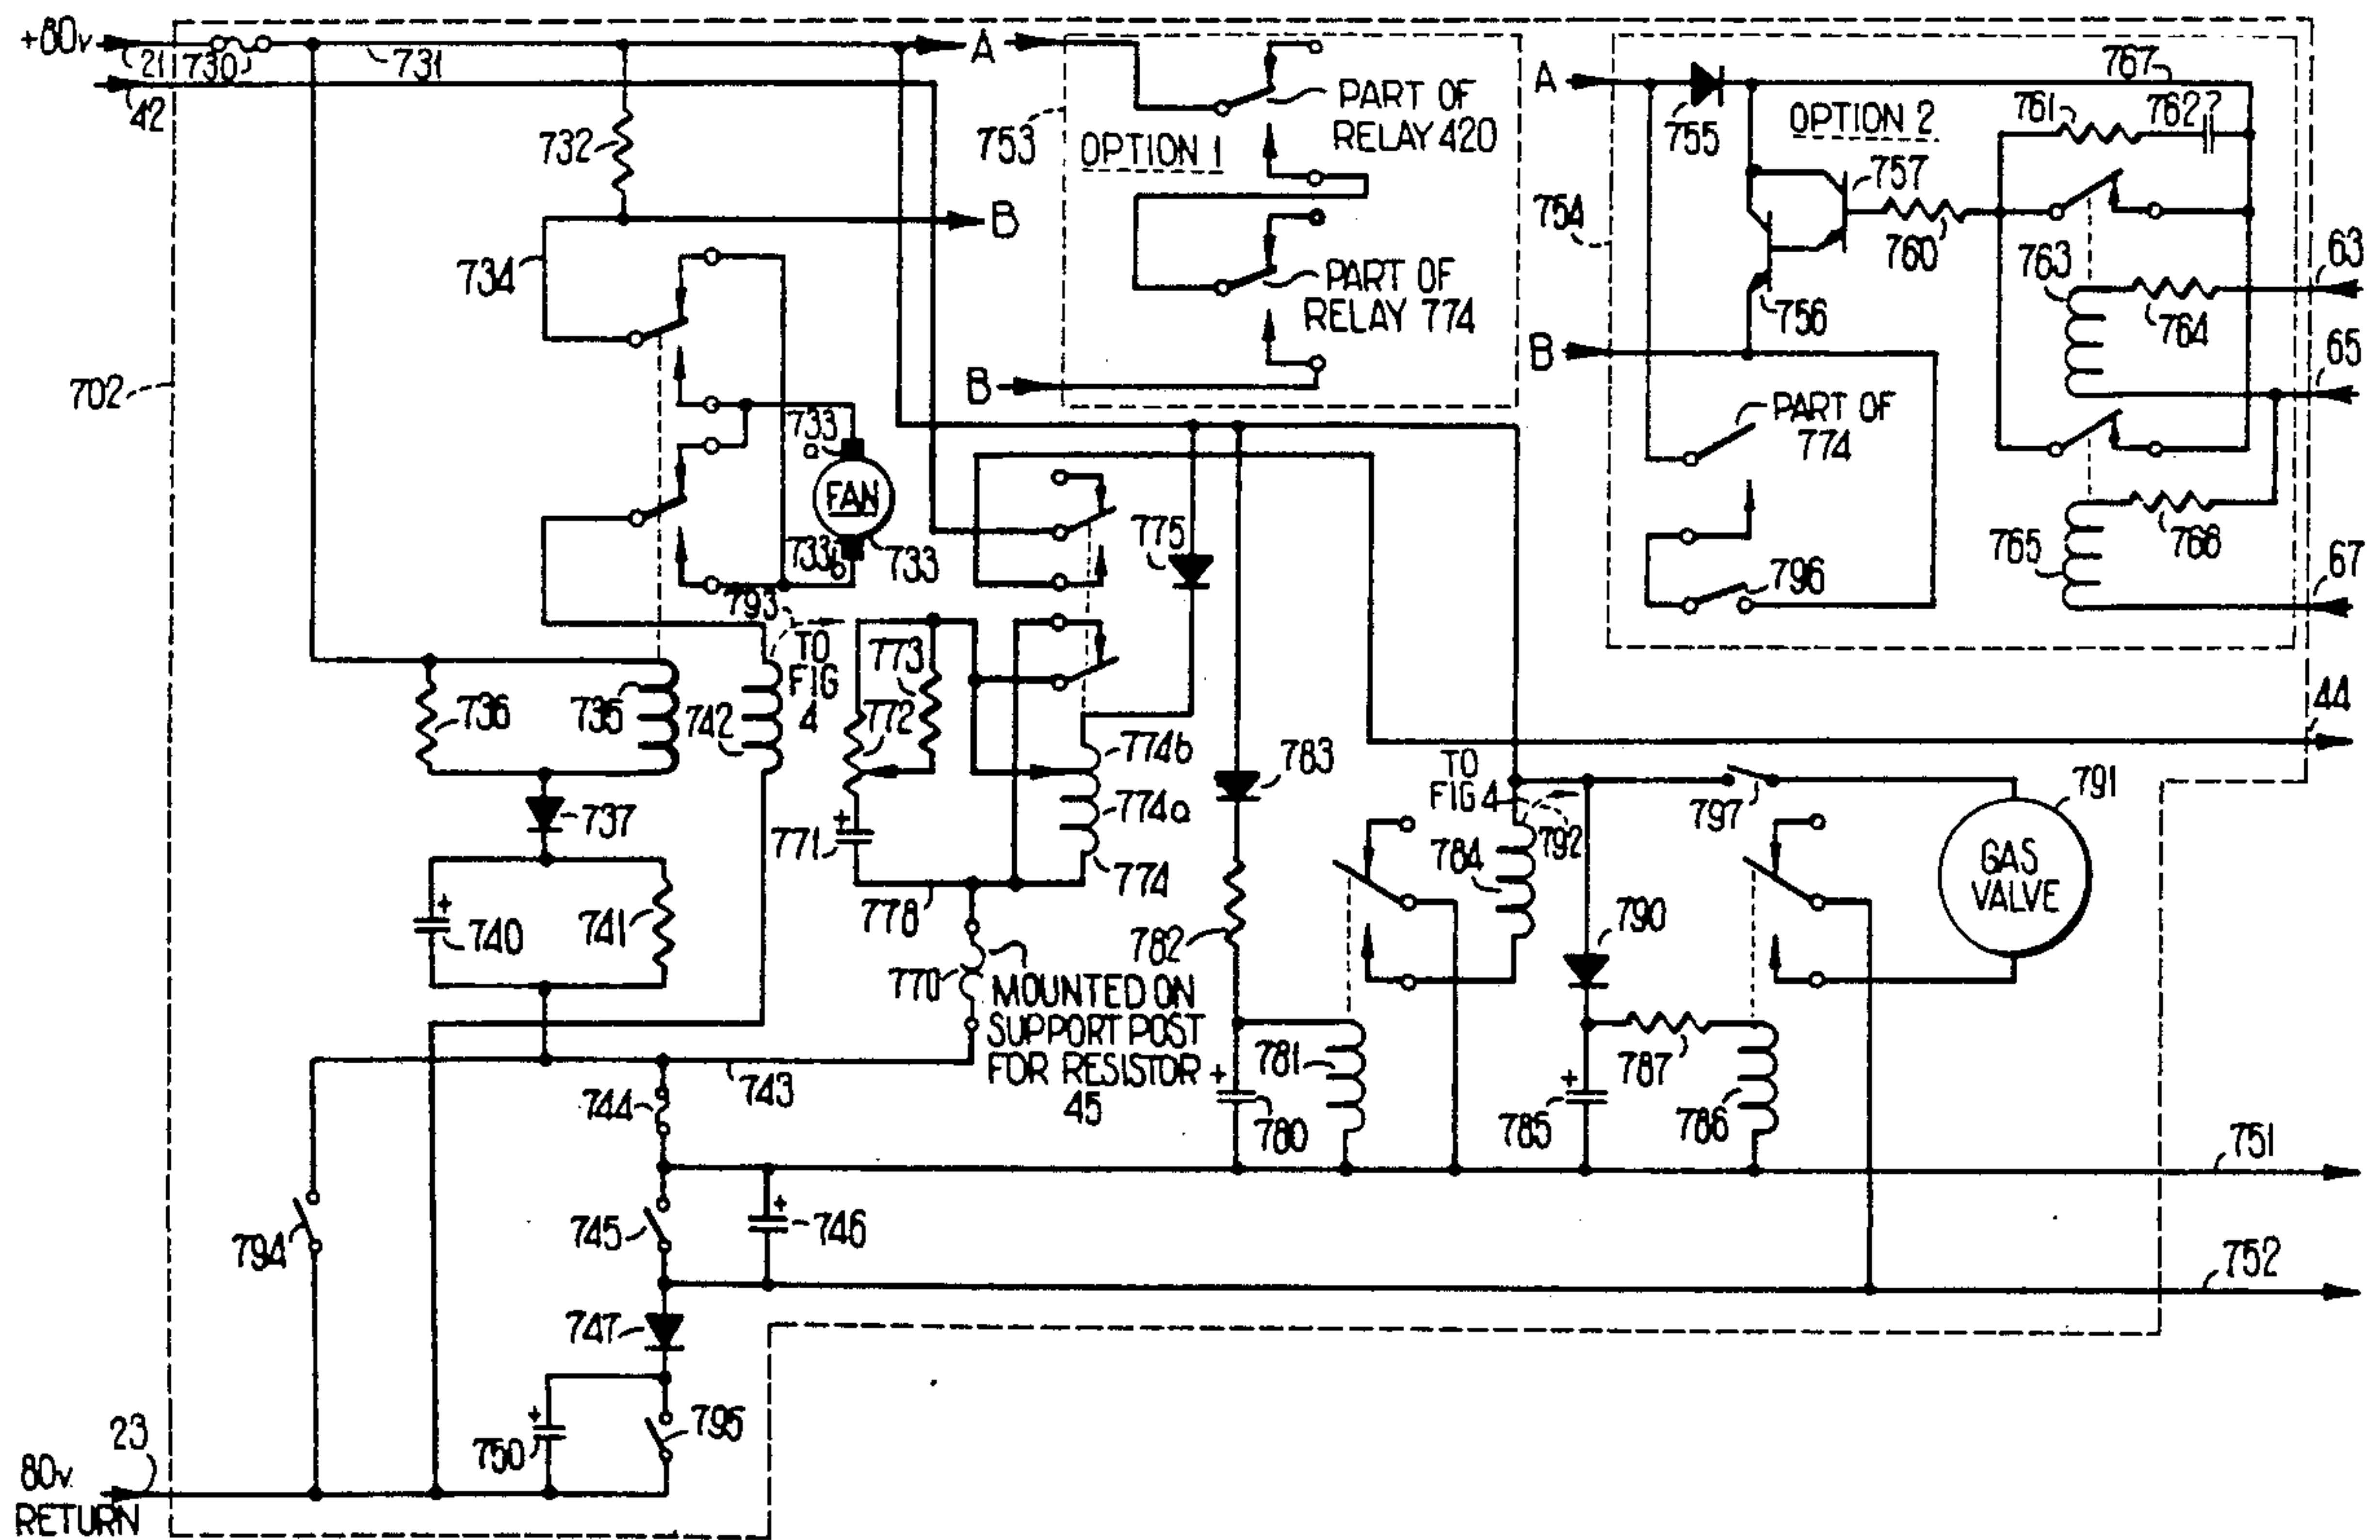 +80v
21
730
731
A
42
732
753
OPTION 1
PART OF
RELAY 420
A
755
767
OPTION 2
761
762
757
B
734
PART OF
RELAY 774
754
760
763
63
756
764
65
B
B
702
733
a
PART OF
774
FAN
775
733
b
733
765
766
67
796
793
TO
FIG
4
773
736
735
742
772
44
774b
783
TO
FIG 4
797
791
737
771
774a
792
784
GAS
VALVE
774
740
741
778
782
790
770
MOUNTED ON
SUPPORT POST
FOR RESISTOR
45
781
787
744
743
780
785
786
751
794
745
746
752
747
23
750
795
80v.
RETURN